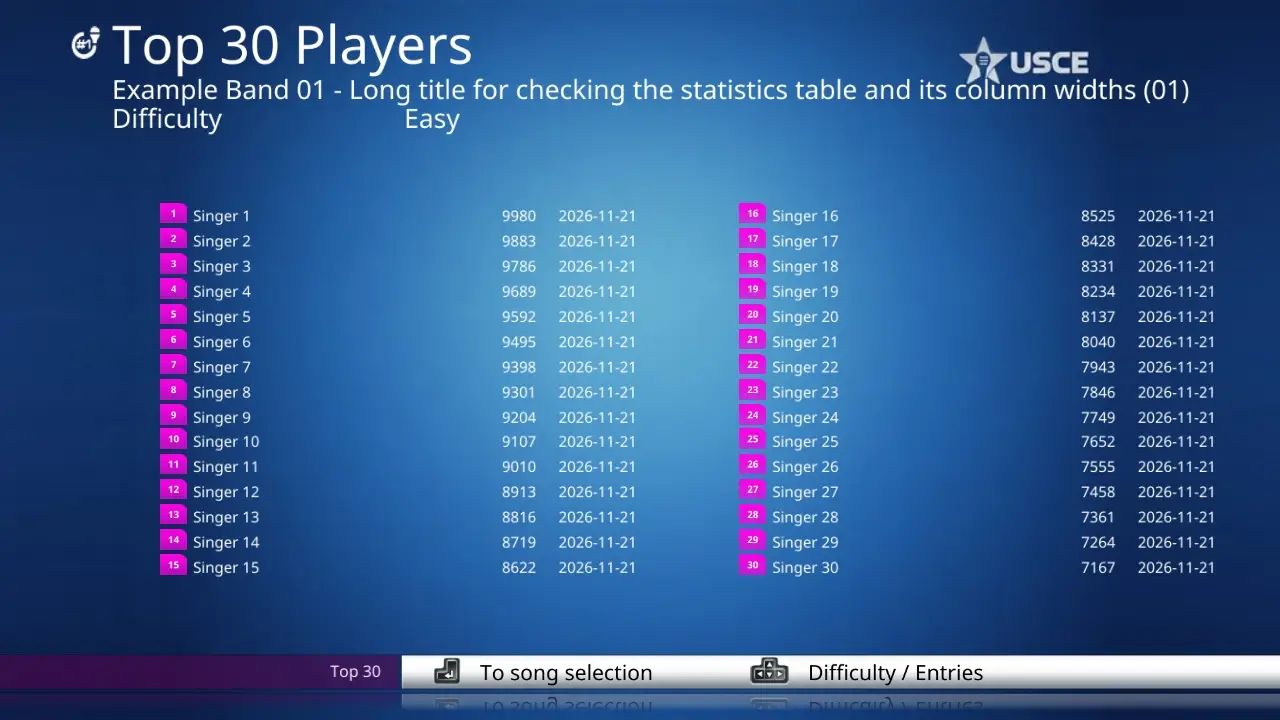 #1 Top 30 Players
USCE
Example Band 01 - Long title for checking the statistics table and its column widths (01)
Difficulty Easy
1 Singer 1 9980 2026-11-21
2 Singer 2 9883 2026-11-21
3 Singer 3 9786 2026-11-21
4 Singer 4 9689 2026-11-21
5 Singer 5 9592 2026-11-21
6 Singer 6 9495 2026-11-21
7 Singer 7 9398 2026-11-21
8 Singer 8 9301 2026-11-21
9 Singer 9 9204 2026-11-21
10 Singer 10 9107 2026-11-21
11 Singer 11 9010 2026-11-21
12 Singer 12 8913 2026-11-21
13 Singer 13 8816 2026-11-21
14 Singer 14 8719 2026-11-21
15 Singer 15 8622 2026-11-21
16 Singer 16 8525 2026-11-21
17 Singer 17 8428 2026-11-21
18 Singer 18 8331 2026-11-21
19 Singer 19 8234 2026-11-21
20 Singer 20 8137 2026-11-21
21 Singer 21 8040 2026-11-21
22 Singer 22 7943 2026-11-21
23 Singer 23 7846 2026-11-21
24 Singer 24 7749 2026-11-21
25 Singer 25 7652 2026-11-21
26 Singer 26 7555 2026-11-21
27 Singer 27 7458 2026-11-21
28 Singer 28 7361 2026-11-21
29 Singer 29 7264 2026-11-21
30 Singer 30 7167 2026-11-21
Top 30 To song selection Difficulty / Entries